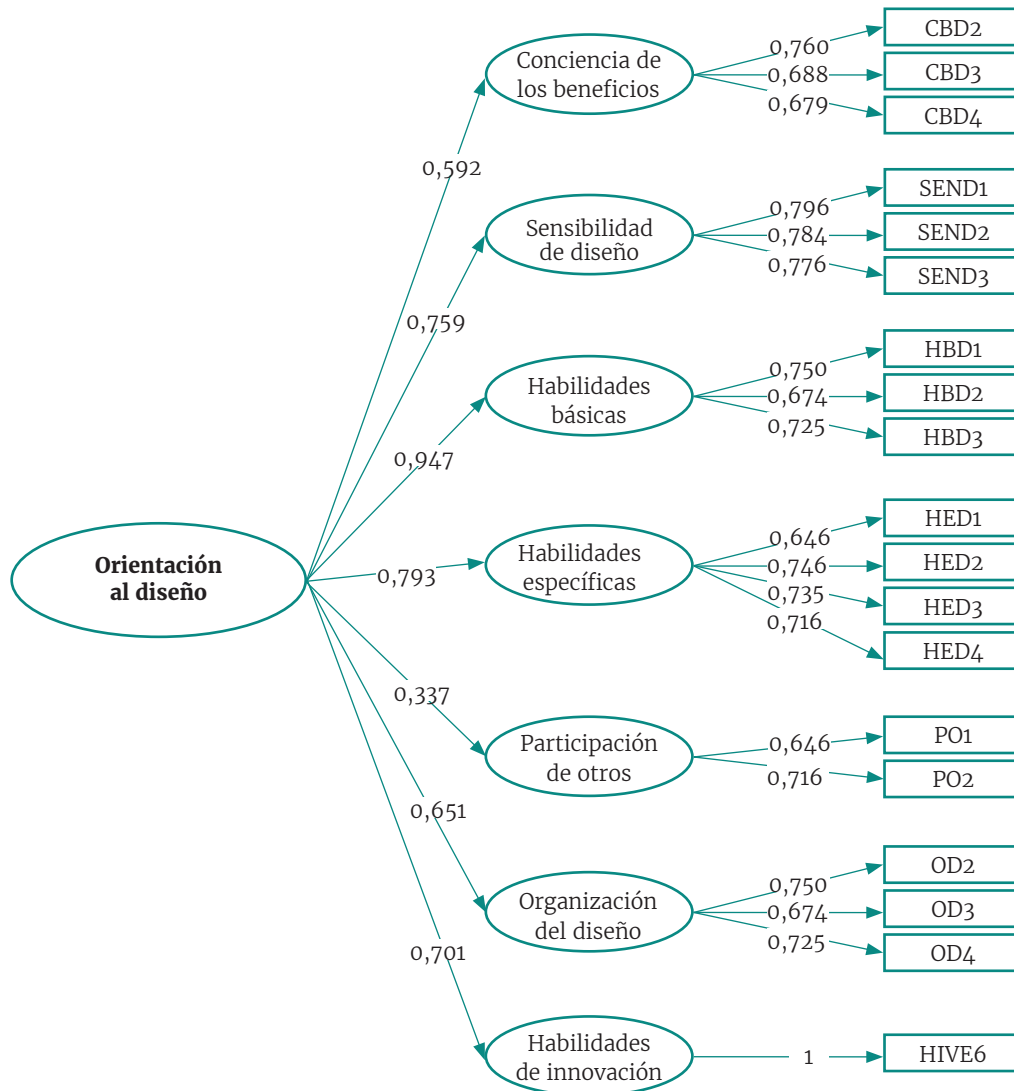 CBD2
0,760
Conciencia de
los beneficios
0,688
CBD3
0,679
CBD4
0,592
SEND1
0,796
Sensibilidad
de diseño
0,784
SEND2
0,776
SEND3
0,759
HBD1
0,750
Habilidades
básicas
0,674
HBD2
0,725
HBD3
0,947
HED1
0,646
Habilidades
específicas
0,746
HED2
0,735
HED3
0,716
HED4
Orientación
al diseño
0,793
0,337
Participación
de otros
0,646
PO1
0,716
PO2
0,651
OD2
0,750
Organización
del diseño
0,674
OD3
0,725
OD4
0,701
Habilidades
de innovación
1
HIVE6